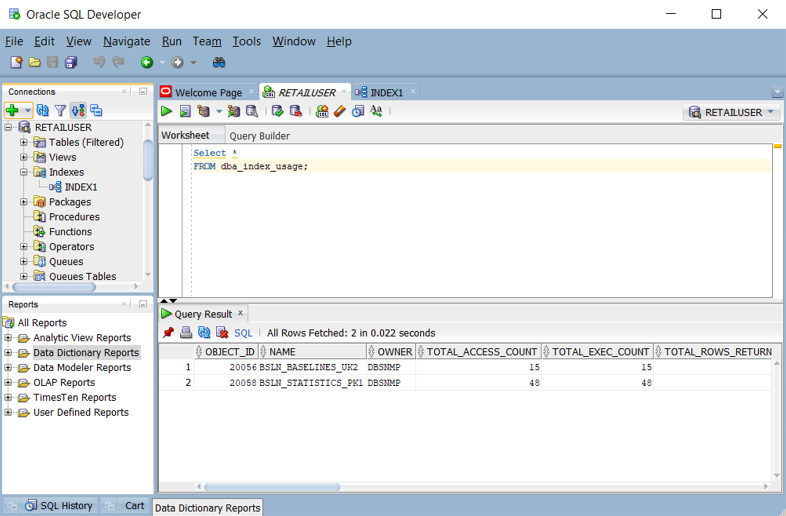 Oracle SQL Developer
File Edit View Navigate Run Team Tools Window Help
Connections
RETAILUSER
Tables (Filtered)
Views
Indexes
INDEX1
Packages
Procedures
Functions
Operators
Queues
Queues Tables
Reports
All Reports
Analytic View Reports
Data Dictionary Reports
Data Modeler Reports
OLAP Reports
TimesTen Reports
User Defined Reports
Welcome Page RETAILUSER INDEX1
RETAILUSER
Worksheet Query Builder
Select *
FROM dba_index_usage;
Query Result
SQL | All Rows Fetched: 2 in 0.022 seconds
OBJECT_ID NAME OWNER TOTAL_ACCESS_COUNT TOTAL_EXEC_COUNT TOTAL_ROWS_RETURN
1 20056 BSLN_BASELINES_UK2 DBSNMP 15 15
2 20058 BSLN_STATISTICS_PK1 DBSNMP 48 48
SQL History Cart Data Dictionary Reports